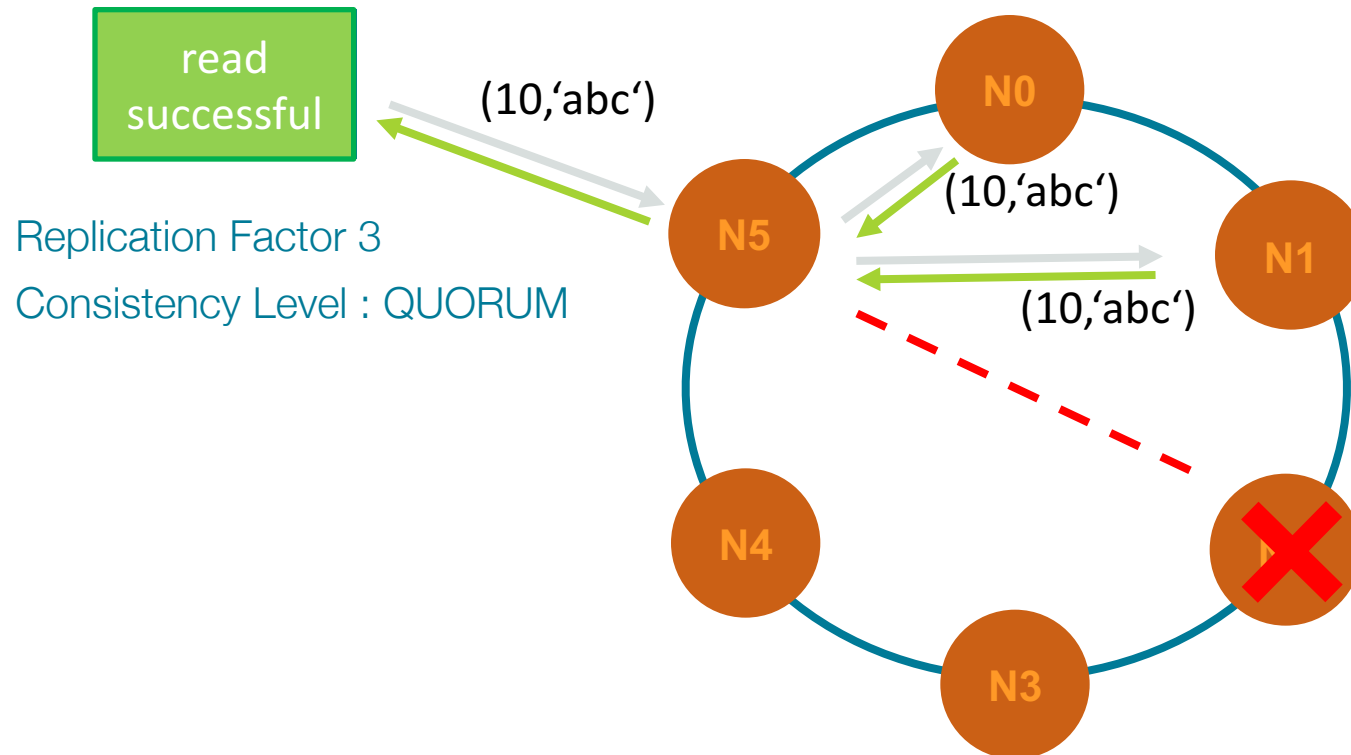 read
successful
(10,‘abc‘)
N0
(10,‘abc‘)
N5
N1
Replication Factor 3
Consistency Level : QUORUM
(10,‘abc‘)
N4
N3